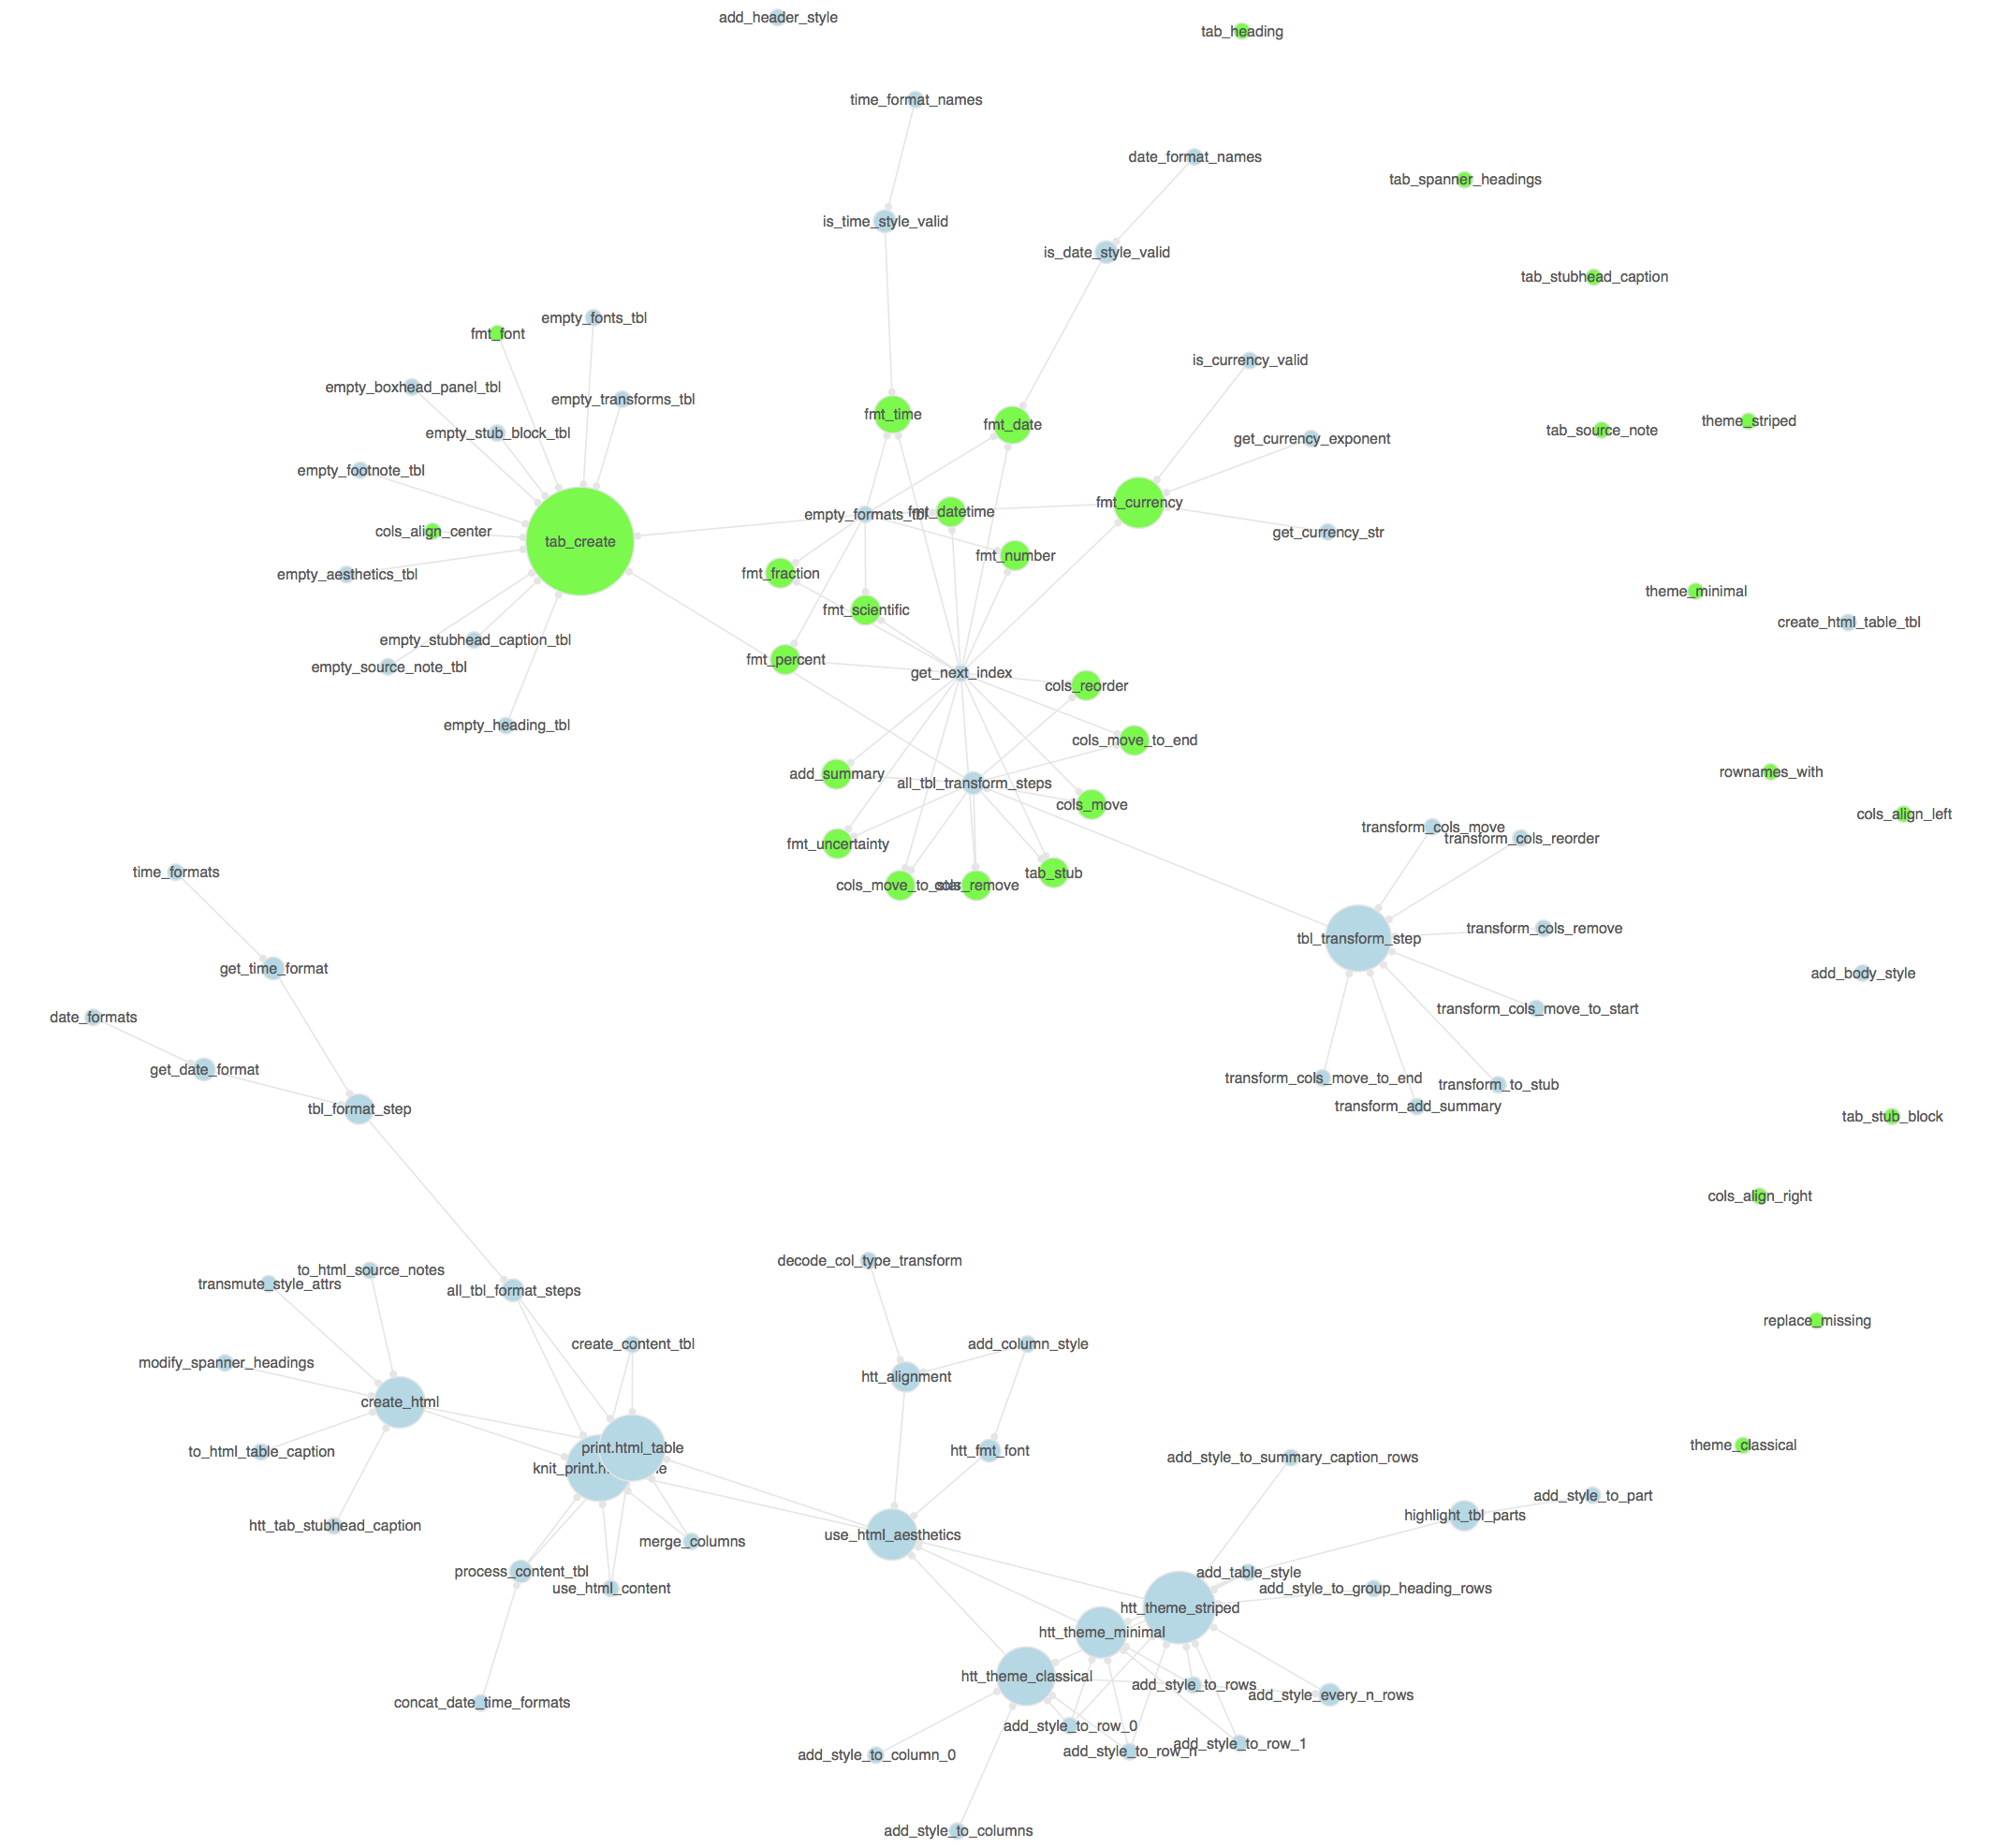 add_header_style
tab_heading
time_format_names
date_format_names
tab_spanner_headings
is_time_style_valid
is_date_style_valid
tab_stubhead_caption
empty_fonts_tbl
fmt_font
is_currency_valid
empty_boxhead_panel_tbl
empty_transforms_tbl
fmt_time
fmt_date
theme_striped
tab_source_note
empty_stub_block_tbl
get_currency_exponent
empty_footnote_tbl
fmt_currency
empty_formats_tbl
fmt_datetime
cols_align_center
get_currency_str
tab_create
fmt_number
empty_aesthetics_tbl
fmt_fraction
theme_minimal
fmt_scientific
create_html_table_tbl
empty_stubhead_caption_tbl
empty_source_note_tbl
fmt_percent
get_next_index
cols_reorder
empty_heading_tbl
cols_move_to_end
add_summary
rownames_with
all_tbl_transform_steps
cols_move
cols_align_left
transform_cols_move
transform_cols_reorder
fmt_uncertainty
time_formats
tab_stub
cols_move_to_
cols_remove
transform_cols_remove
tbl_transform_step
get_time_format
add_body_style
transform_cols_move_to_start
date_formats
get_date_format
transform_cols_move_to_end
transform_to_stub
tbl_format_step
transform_add_summary
tab_stub_block
cols_align_right
decode_col_type_transform
to_html_source_notes
transmute_style_attrs
all_tbl_format_steps
replace_missing
create_content_tbl
add_column_style
modify_spanner_headings
htt_alignment
create_html
theme_classical
print.html_table
to_html_table_caption
htt_fmt_font
add_style_to_summary_caption_rows
knit_print.h
le
add_style_to_part
highlight_tbl_parts
htt_tab_stubhead_caption
use_html_aesthetics
merge_columns
process_content_tbl
add_table_style
use_html_content
add_style_to_group_heading_rows
htt_theme_striped
htt_theme_minimal
htt_theme_classical
add_style_to_rows
add_style_every_n_rows
concat_date_time_formats
add_style_to_row_0
add_style_to_row_1
add_style_to_row_n
add_style_to_column_0
add_style_to_columns